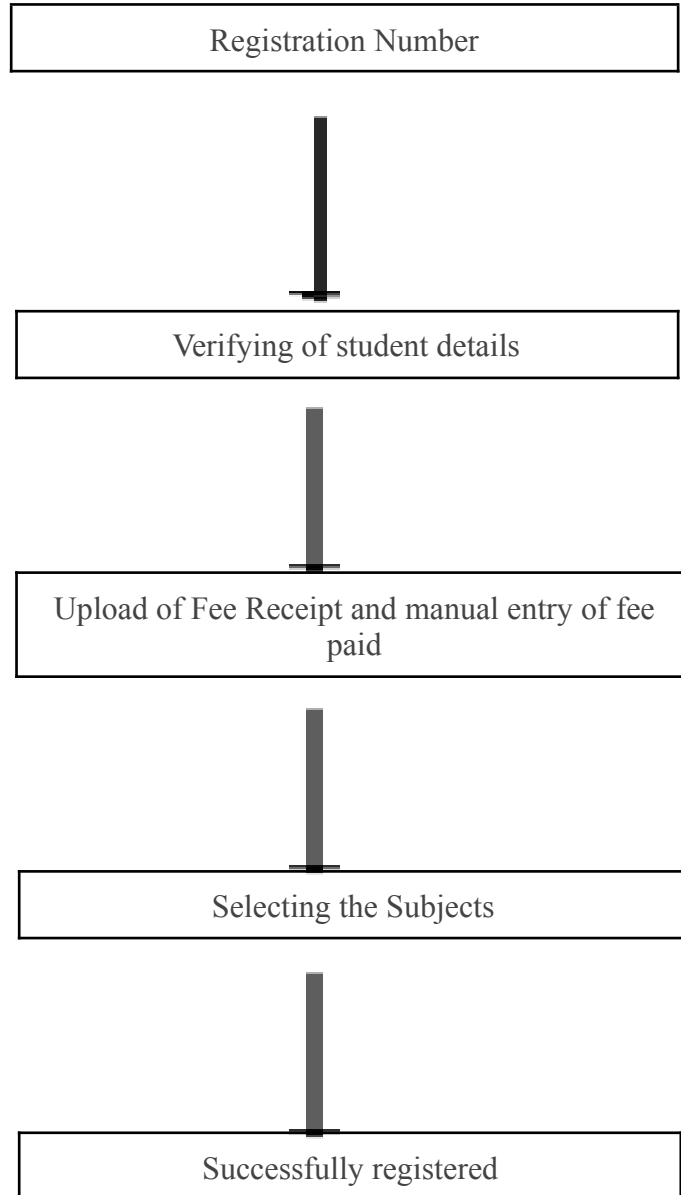 Registration Number
Verifying of student details
Upload of Fee Receipt and manual entry of fee
paid
Selecting the Subjects
Successfully registered